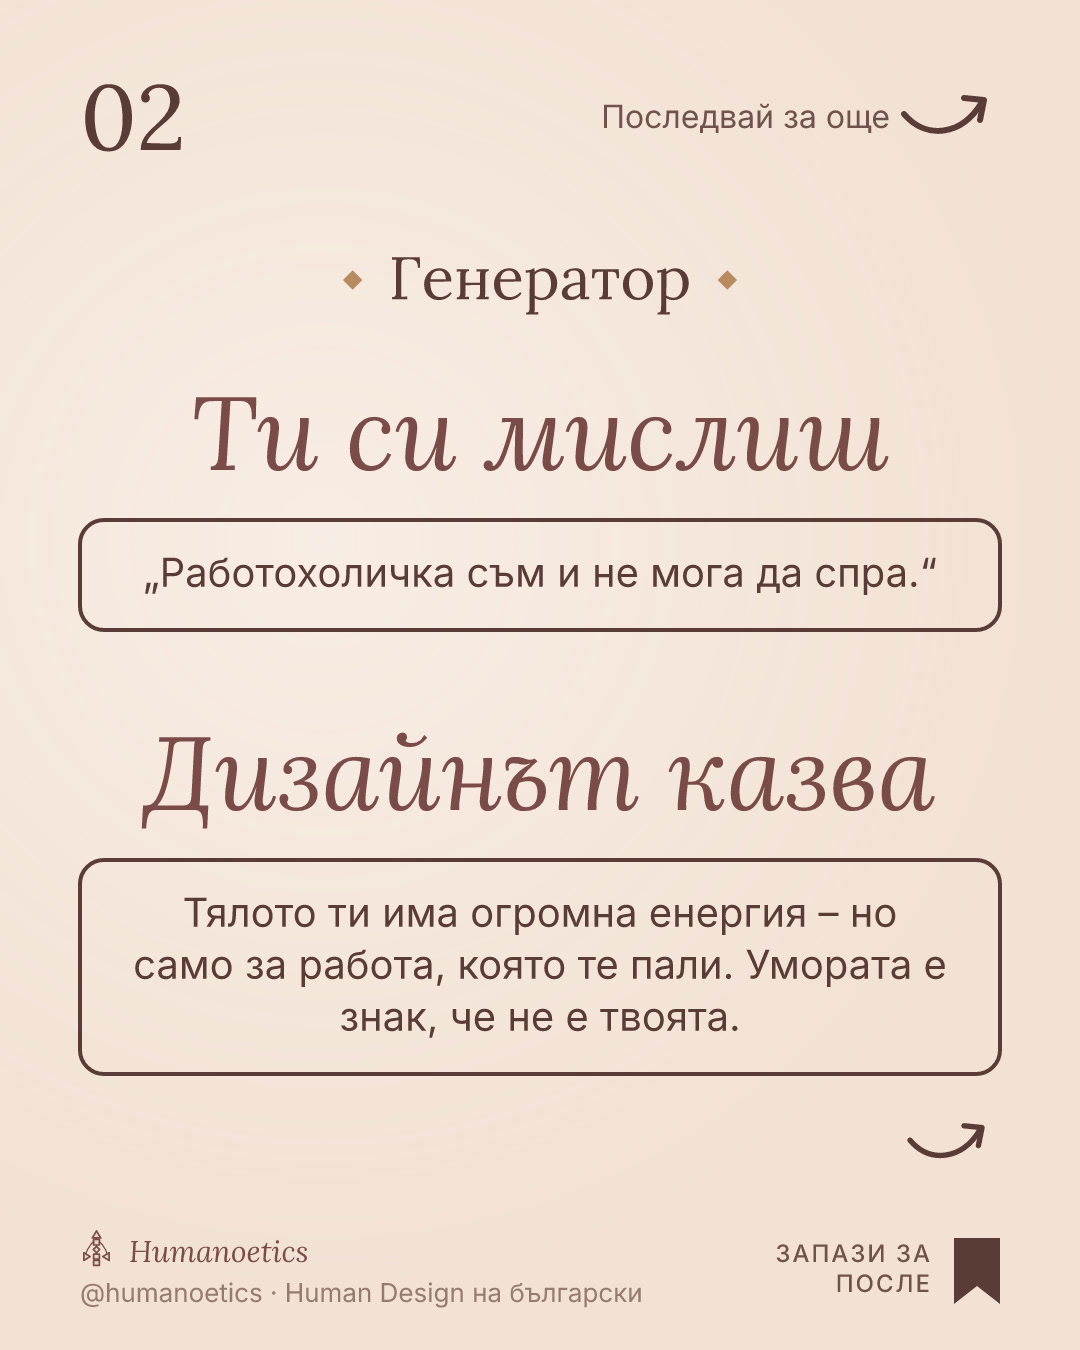 02
Последвай за още
Генератор
Ти си мислиш
„Работохоличка съм и не мога да спра.“
Дизайнът казва
Тялото ти има огромна енергия – но
само за работа, която те пали. Умората е
знак, че не е твоята.
Humanoetics
@humanoetics · Human Design на български
ЗАПАЗИ ЗА
ПОСЛЕ